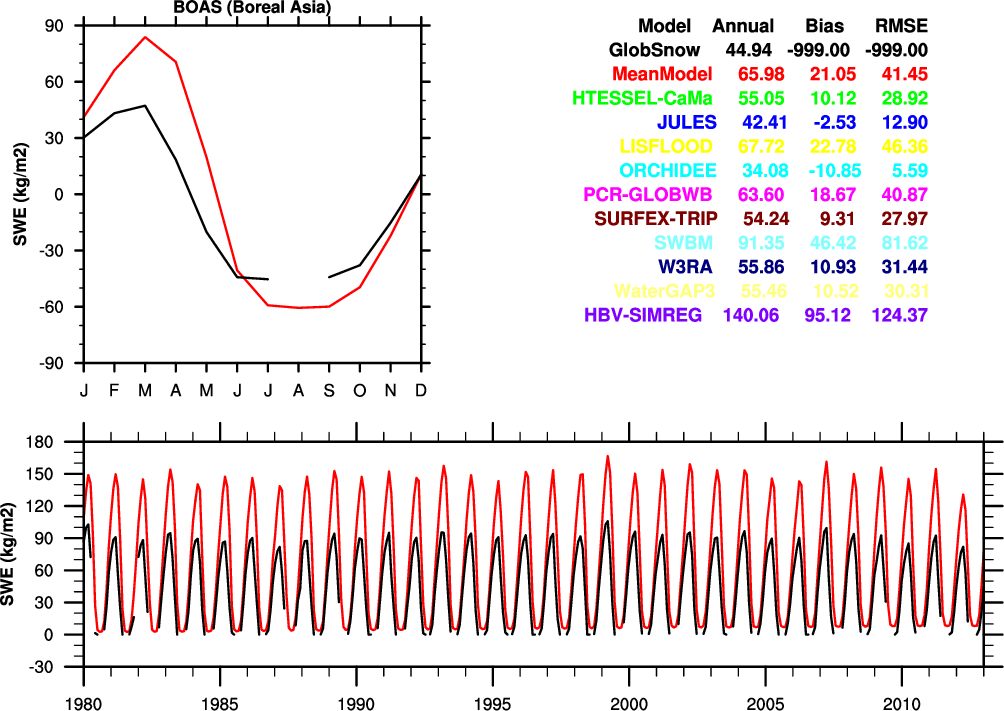 BOAS (Boreal Asia)
90
60
30
0
-30
-60
-90
SWE (kg/m2)
J F M A M J J A S O N D
Model Annual Bias RMSE
GlobSnow 44.94 -999.00 -999.00
MeanModel 65.98 21.05 41.45
HTESSEL-CaMa 55.05 10.12 28.92
JULES 42.41 -2.53 12.90
LISFLOOD 67.72 22.78 46.36
ORCHIDEE 34.08 -10.85 5.59
PCR-GLOBWB 63.60 18.67 40.87
SURFEX-TRIP 54.24 9.31 27.97
SWBM 91.35 46.42 81.62
W3RA 55.86 10.93 31.44
WaterGAP3 55.46 10.52 30.31
HBV-SIMREG 140.06 95.12 124.37
180
150
120
90
60
30
0
-30
SWE (kg/m2)
1980 1985 1990 1995 2000 2005 2010